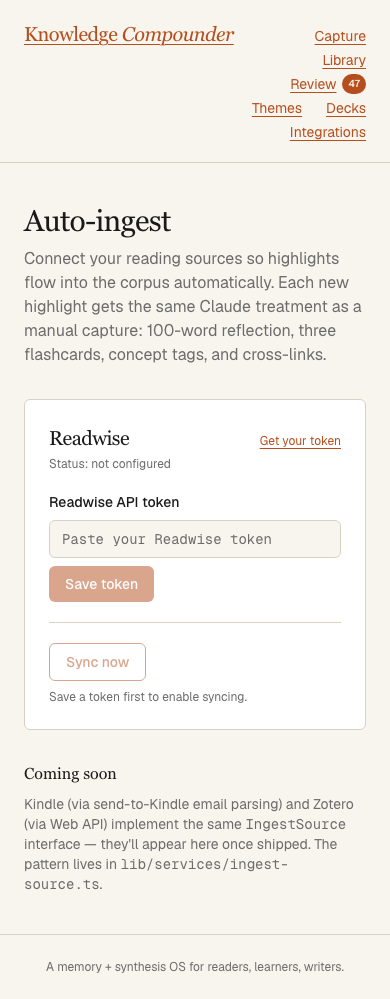 Knowledge Compounder
Capture
Library
Review 47
Themes Decks
Integrations
Auto-ingest
Connect your reading sources so highlights
flow into the corpus automatically. Each new
highlight gets the same Claude treatment as a
manual capture: 100-word reflection, three
flashcards, concept tags, and cross-links.
Readwise
Get your token
Status: not configured
Readwise API token
Paste your Readwise token
Save token
Sync now
Save a token first to enable syncing.
Coming soon
Kindle (via send-to-Kindle email parsing) and Zotero
(via Web API) implement the same IngestSource
interface — they'll appear here once shipped. The
pattern lives in lib/services/ingest-
source.ts.
A memory + synthesis OS for readers, learners, writers.